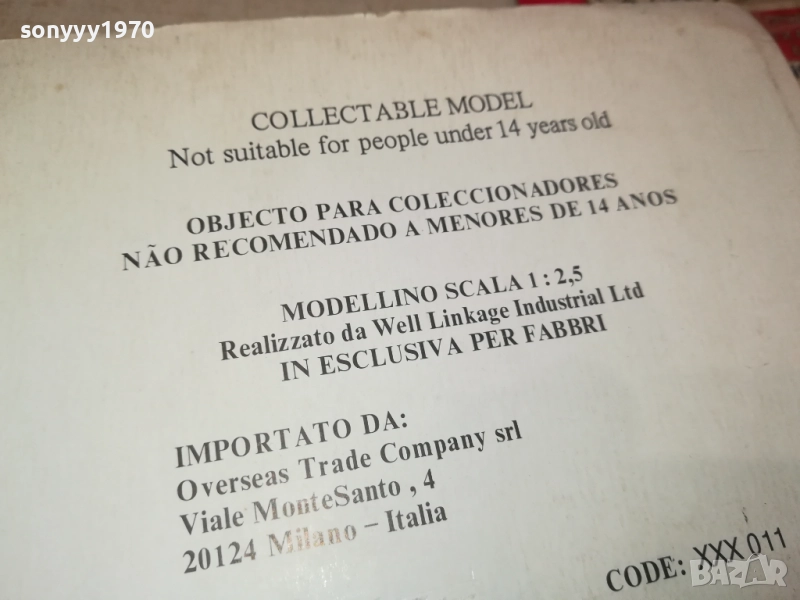 sonyyy1970
COLLECTABLE MODEL
Not suitable for people under 14 years old
OBJECTO PARA COLECCIONADORES
NÃO RECOMENDADO A MENORES DE 14 ANOS
MODELLINO SCALA 1 : 2,5
Realizzato da Well Linkage Industrial Ltd
IN ESCLUSIVA PER FABBRI
IMPORTATO DA:
Overseas Trade Company srl
Viale MonteSanto , 4
20124 Milano – Italia
CODE: XXX 011
BAZAR